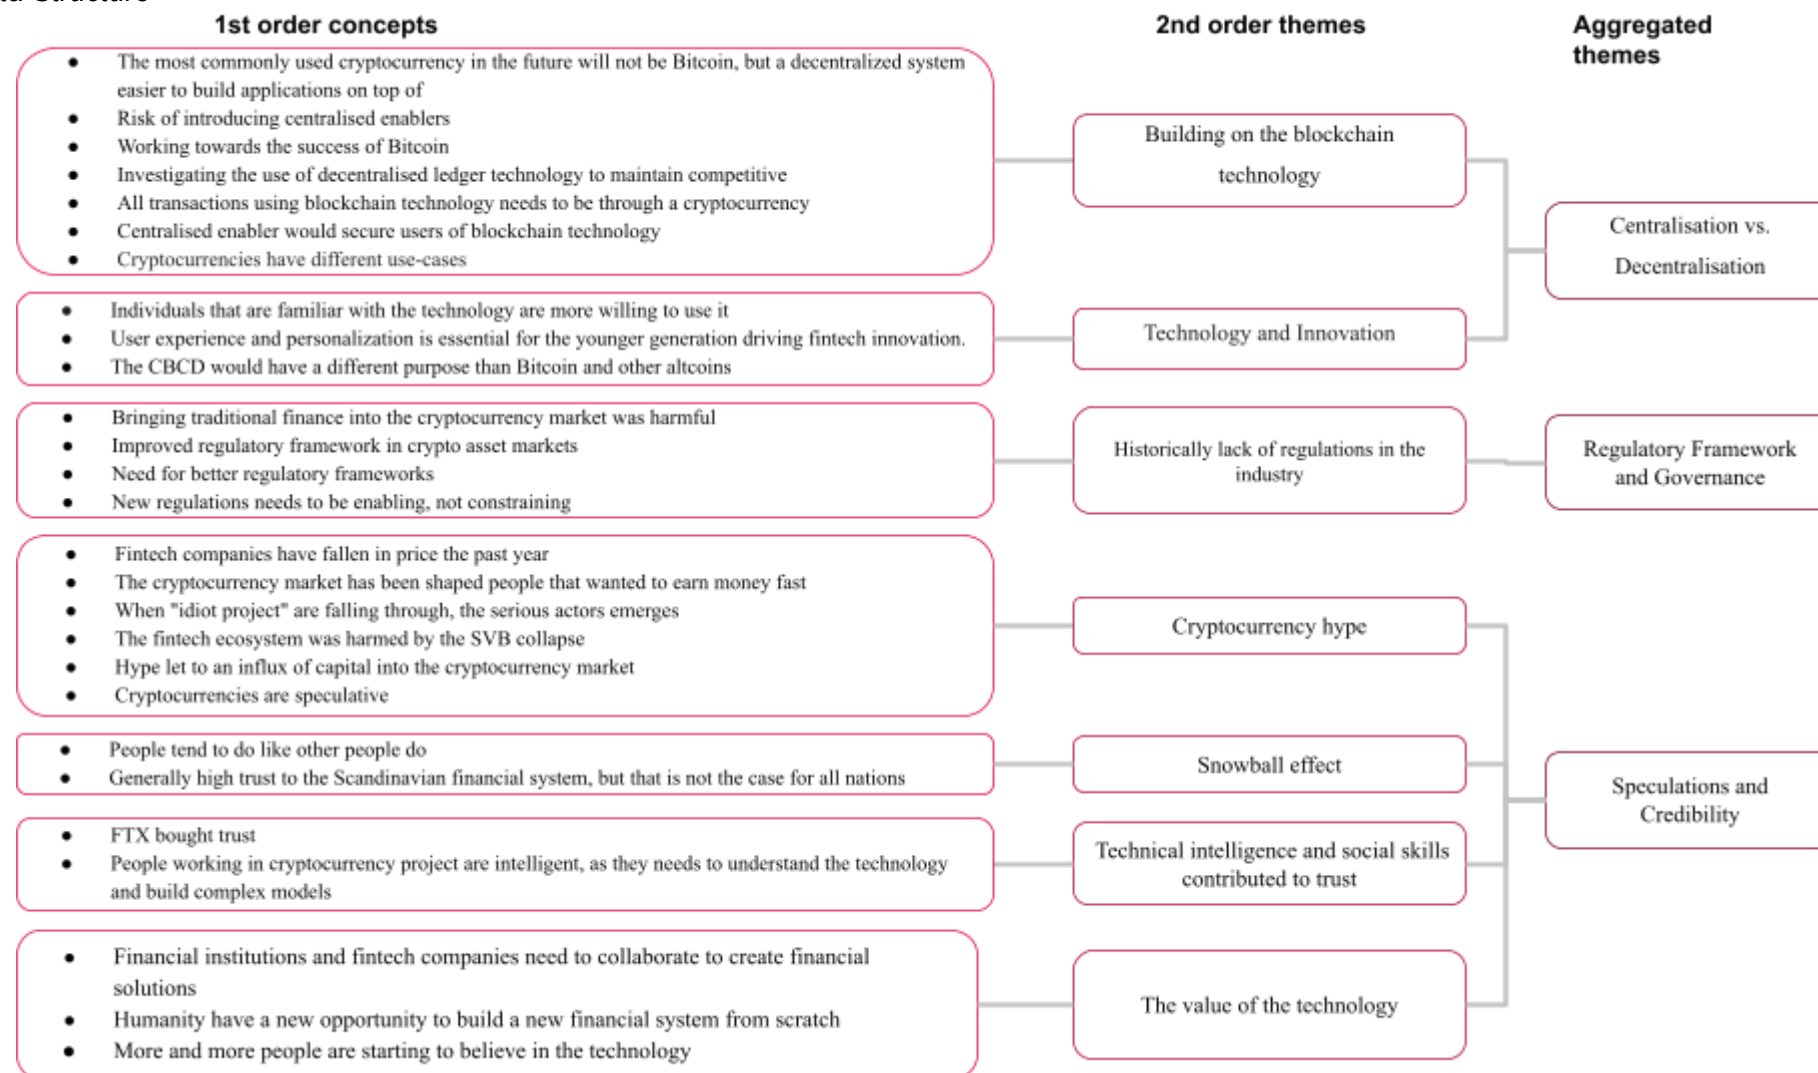 1st order concepts
2nd order themes
Aggregated
themes
● The most commonly used cryptocurrency in the future will not be Bitcoin, but a decentralized system
easier to build applications on top of
● Risk of introducing centralised enablers
● Working towards the success of Bitcoin
● Investigating the use of decentralised ledger technology to maintain competitive
● All transactions using blockchain technology needs to be through a cryptocurrency
● Centralised enabler would secure users of blockchain technology
● Cryptocurrencies have different use-cases
Building on the blockchain
technology
● Individuals that are familiar with the technology are more willing to use it
● User experience and personalization is essential for the younger generation driving fintech innovation.
● The CBCD would have a different purpose than Bitcoin and other altcoins
Technology and Innovation
Centralisation vs.
Decentralisation
● Bringing traditional finance into the cryptocurrency market was harmful
● Improved regulatory framework in crypto asset markets
● Need for better regulatory frameworks
● New regulations needs to be enabling, not constraining
Historically lack of regulations in the
industry
Regulatory Framework
and Governance
● Fintech companies have fallen in price the past year
● The cryptocurrency market has been shaped people that wanted to earn money fast
● When "idiot project" are falling through, the serious actors emerges
● The fintech ecosystem was harmed by the SVB collapse
● Hype let to an influx of capital into the cryptocurrency market
● Cryptocurrencies are speculative
Cryptocurrency hype
● People tend to do like other people do
● Generally high trust to the Scandinavian financial system, but that is not the case for all nations
Snowball effect
● FTX bought trust
● People working in cryptocurrency project are intelligent, as they needs to understand the technology
and build complex models
Technical intelligence and social skills
contributed to trust
● Financial institutions and fintech companies need to collaborate to create financial
solutions
● Humanity have a new opportunity to build a new financial system from scratch
● More and more people are starting to believe in the technology
The value of the technology
Speculations and
Credibility